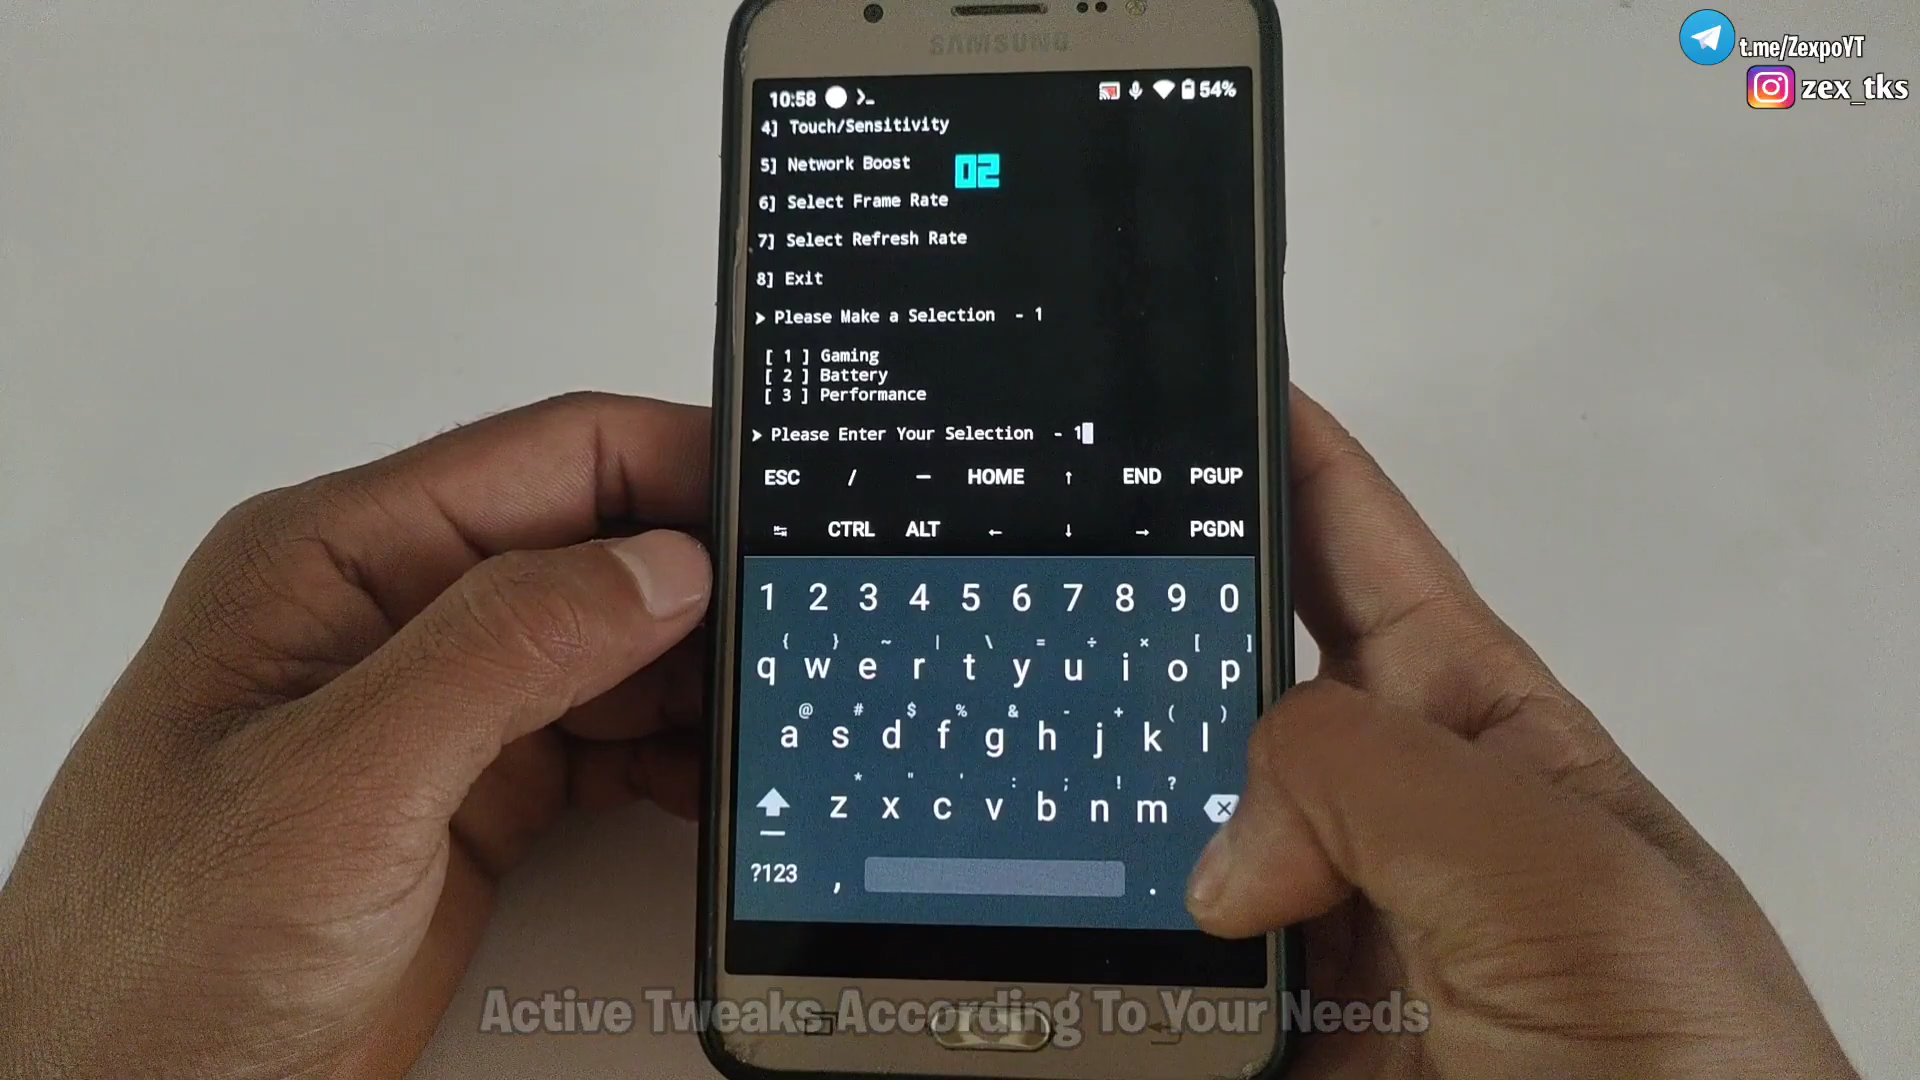 t.me/ZexpoYT
zex_tks
SAMSUNG
10:58
54%
4] Touch/Sensitivity
5] Network Boost
02
6] Select Frame Rate
7] Select Refresh Rate
8] Exit
> Please Make a Selection - 1
[ 1 ] Gaming
[ 2 ] Battery
[ 3 ] Performance
> Please Enter Your Selection - 1
ESC / — HOME ↑ END PGUP
↹ CTRL ALT ← ↓ → PGDN
1 2 3 4 5 6 7 8 9 0
{ } ~ | \ = ÷ × [ ]
q w e r t y u i o p
@ # $ % & - + ( )
a s d f g h j k l
* " ' : ; ! ?
z x c v b n m
?123 , .
Active Tweaks According To Your Needs